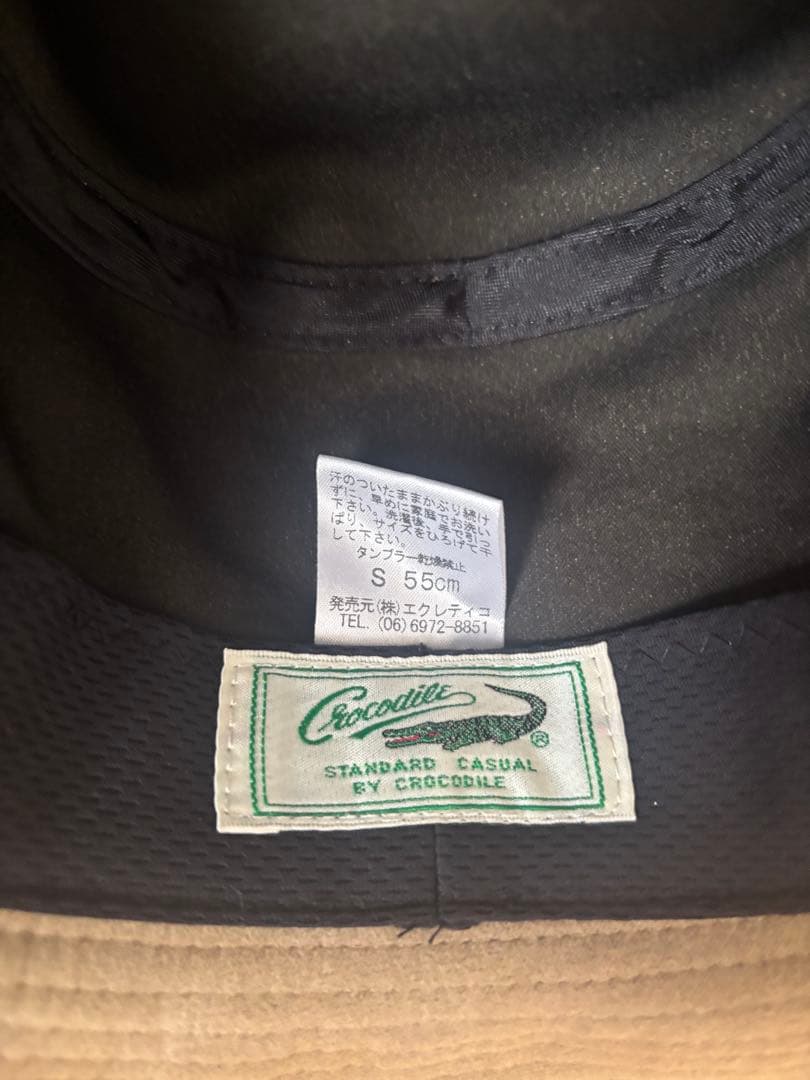 汗のついたままかぶり続け
ずに、早めに家庭でお洗い
下さい。洗濯後、手で引っ
ぱり、サイズをひろげて干
して下さい。
タンブラー乾燥禁止
S 55cm
発売元(株)エクレティコ
TEL. (06)6972-8851
Crocodile
®
STANDARD CASUAL
BY CROCODILE